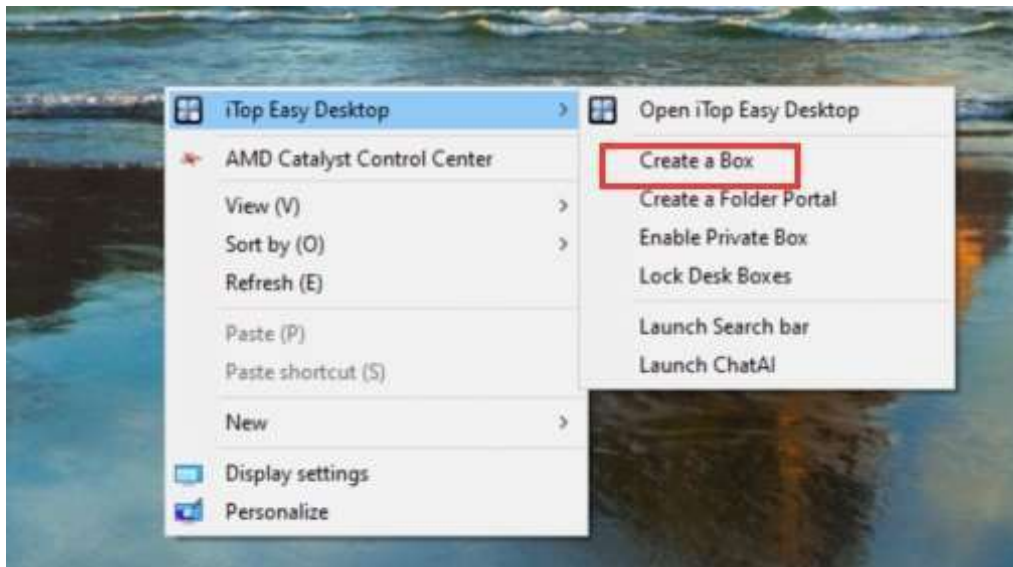 iTop Easy Desktop
AMD Catalyst Control Center
View (V)
Sort by (O)
Refresh (E)
Paste (P)
Paste shortcut (S)
New
Display settings
Personalize
Open iTop Easy Desktop
Create a Box
Create a Folder Portal
Enable Private Box
Lock Desk Boxes
Launch Search bar
Launch ChatAI